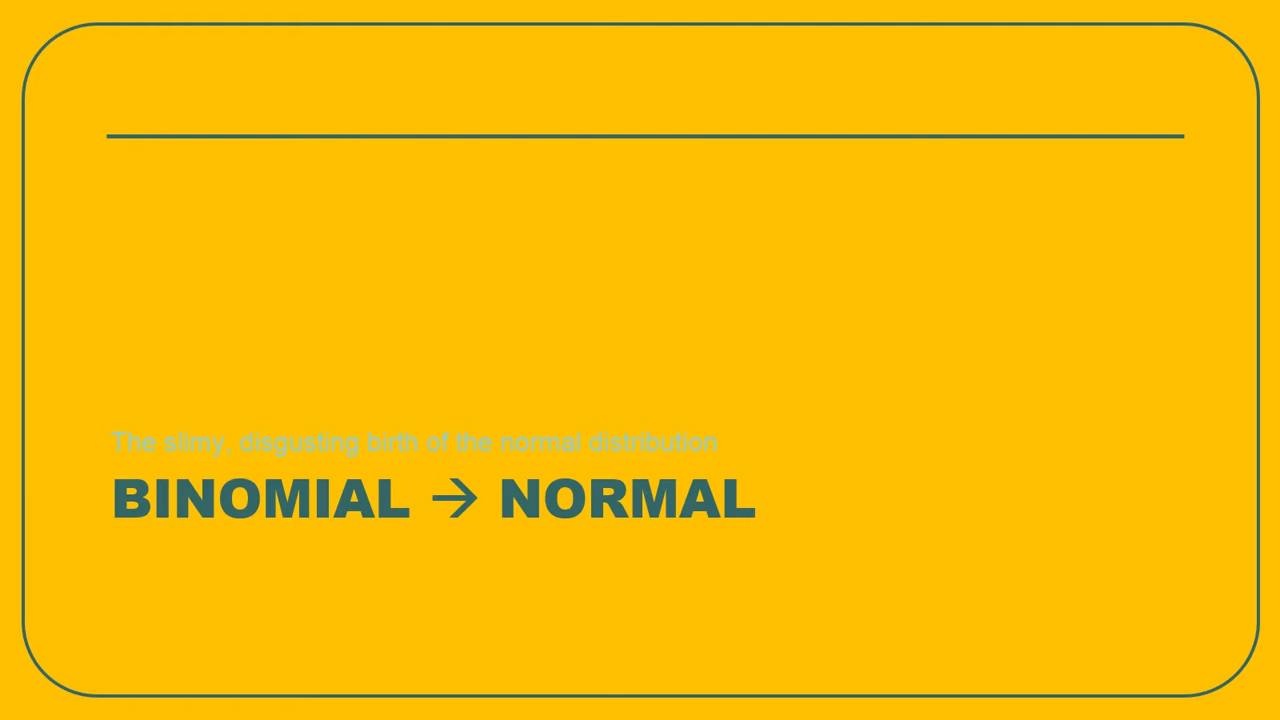 The slimy, disgusting birth of the normal distribution
BINOMIAL → NORMAL